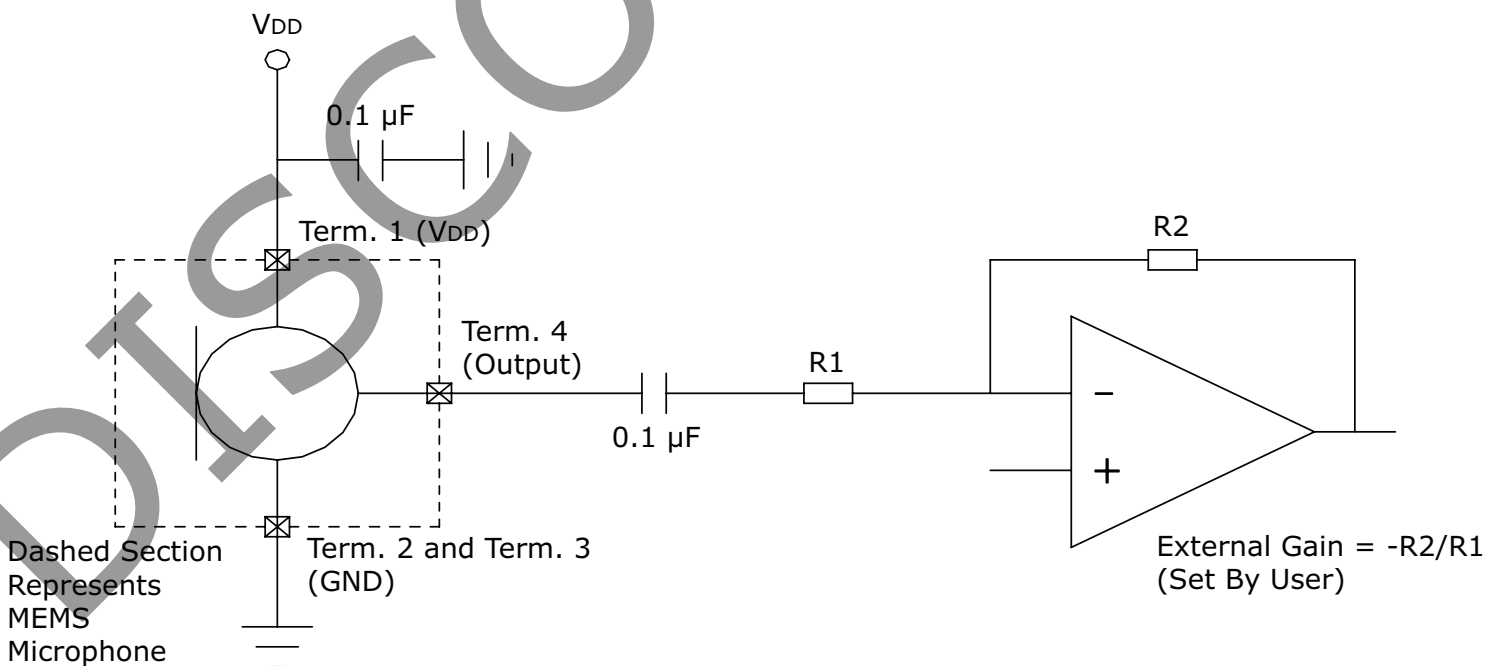 VDD
0.1 µF
Term. 1 (VDD)
R2
Term. 4
(Output)
R1
0.1 µF
-
+
Term. 2 and Term. 3
(GND)
External Gain = -R2/R1
(Set By User)
Dashed Section
Represents
MEMS
Microphone
DISCO